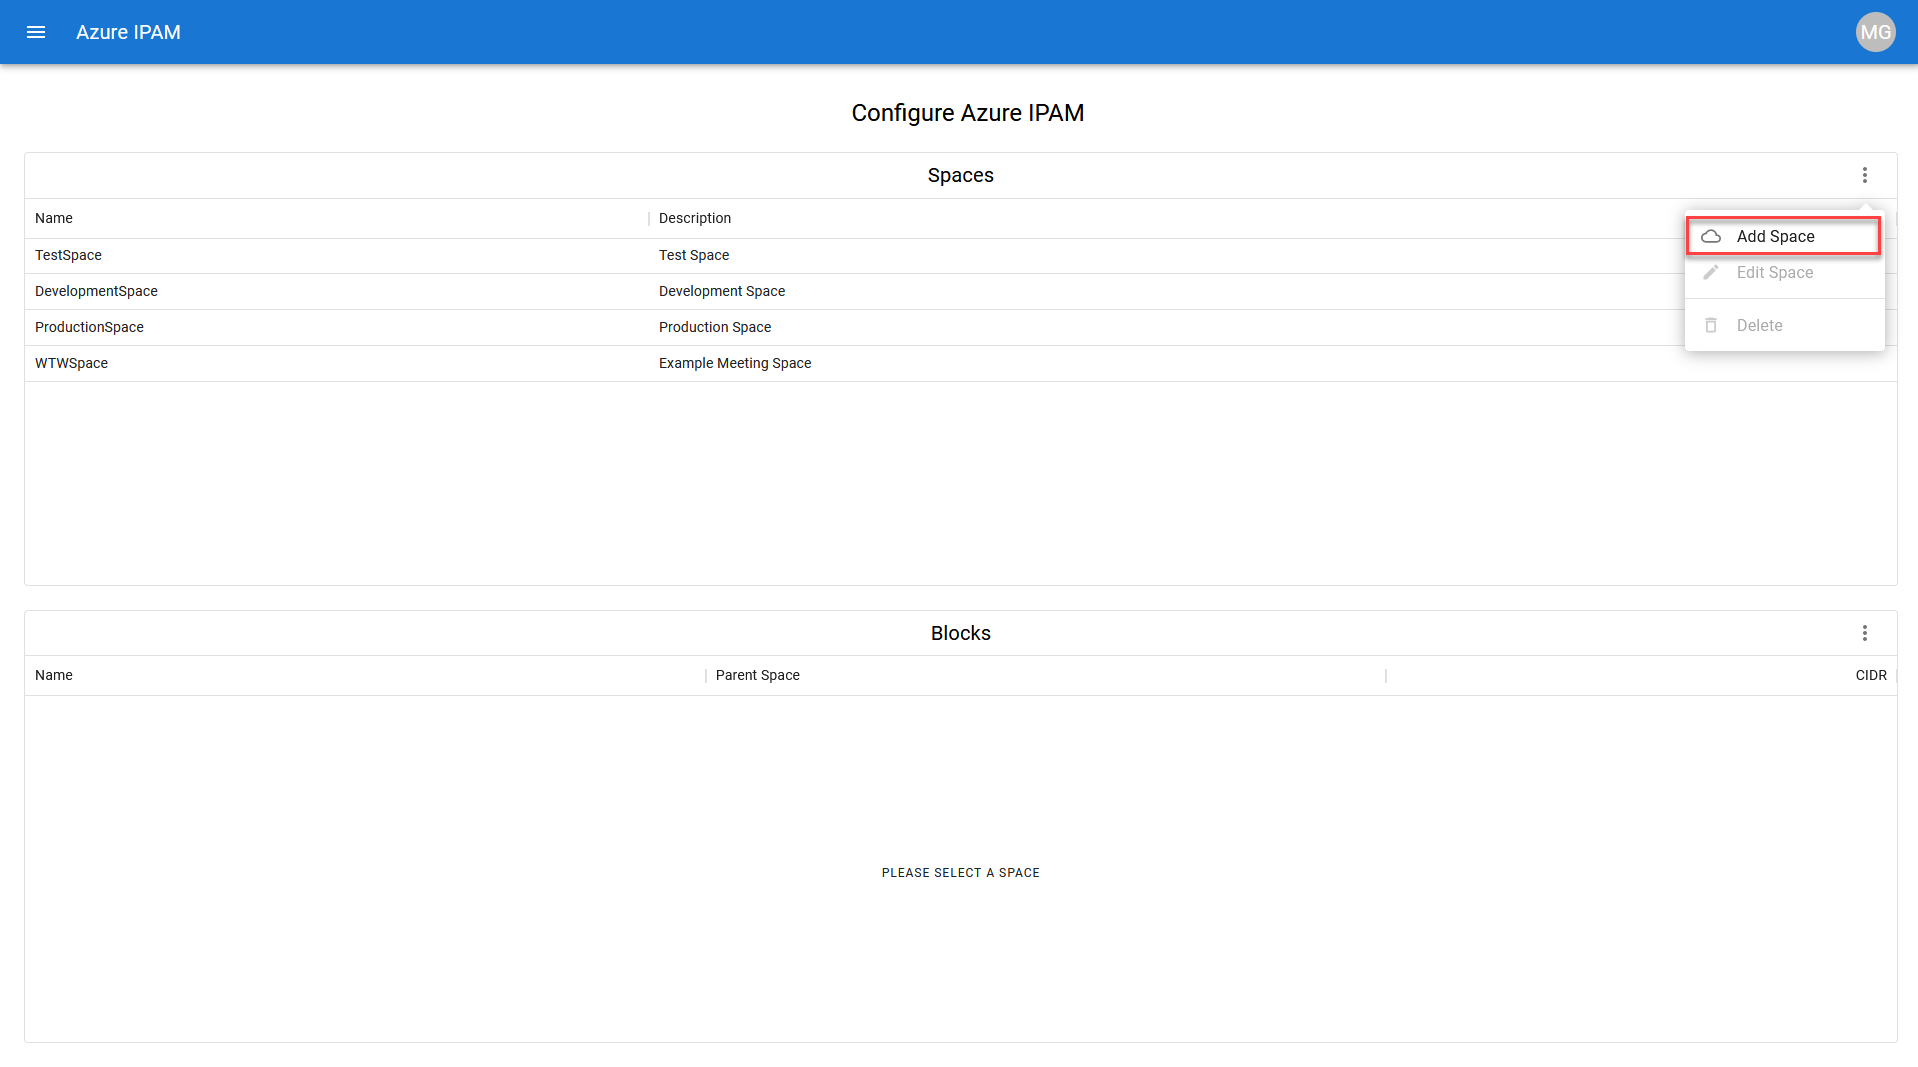 Azure IPAM
MG
Configure Azure IPAM
Spaces
Name
Description
Add Space
TestSpace
Test Space
Edit Space
DevelopmentSpace
Development Space
Delete
ProductionSpace
Production Space
WTWSpace
Example Meeting Space
Blocks
Name
Parent Space
CIDR
PLEASE SELECT A SPACE